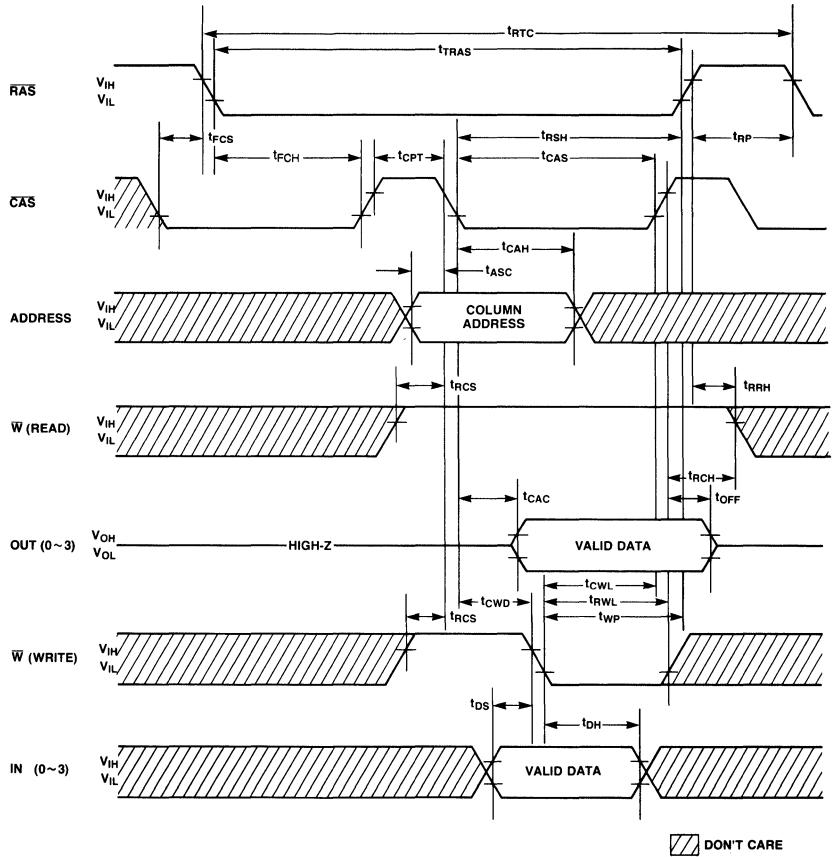 tRTC
tTRAS
RAS
VIH
VIL
tFCS
tRSH
tRP
tFCH
tCPT
tCAS
CAS
VIH
VIL
tCAH
tASC
ADDRESS
VIH
VIL
COLUMN
ADDRESS
tRCS
tRRH
W (READ)
VIH
VIL
tRCH
tCAC
tOFF
OUT (0~3)
VOH
VOL
HIGH-Z
VALID DATA
tCWL
tCWD
tRWL
tRCS
tWP
W (WRITE)
VIH
VIL
tDS
tDH
IN (0~3)
VIH
VIL
VALID DATA
DON'T CARE